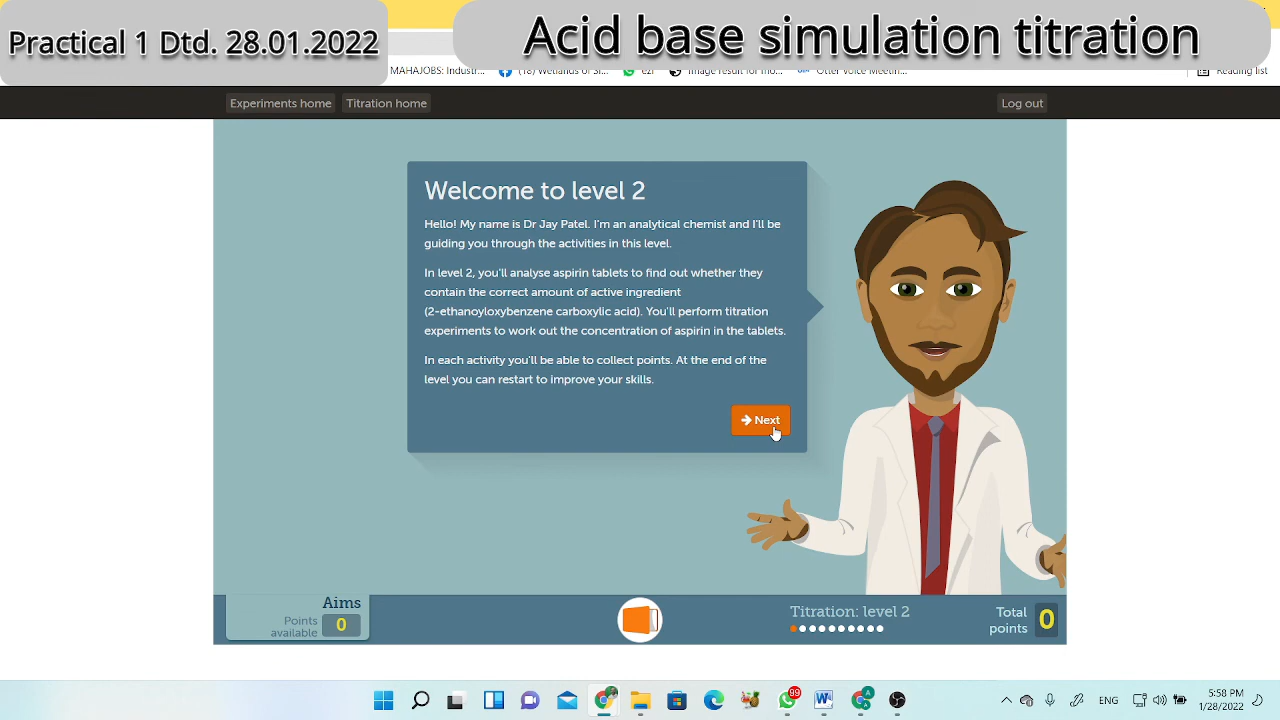 Practical 1 Dtd. 28.01.2022
Acid base simulation titration
MAHAJOBS: Indust...
Reading list
Experiments home
Titration home
Log out
Welcome to level 2
Hello! My name is Dr Jay Patel. I'm an analytical chemist and I'll be
guiding you through the activities in this level.
In level 2, you'll analyse aspirin tablets to find out whether they
contain the correct amount of active ingredient
(2-ethanoyloxybenzene carboxylic acid). You'll perform titration
experiments to work out the concentration of aspirin in the tablets.
In each activity you'll be able to collect points. At the end of the
level you can restart to improve your skills.
Next
Aims
Points
available
0
Titration: level 2
Total
points
0
99
ENG
5:58 PM
1/28/2022